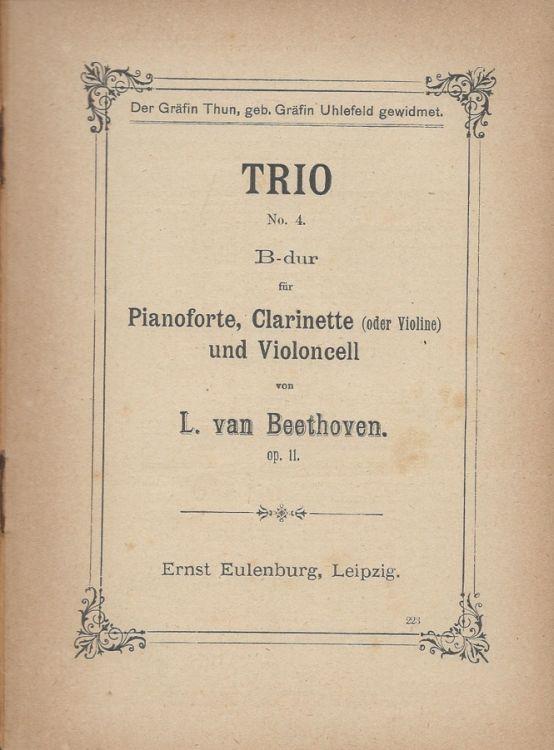 Der Gräfin Thun, geb. Gräfin Uhlefeld gewidmet.
TRIO
No. 4.
B-dur
für
Pianoforte, Clarinette (oder Violine)
und Violoncell
von
L. van Beethoven.
op. 11.
Ernst Eulenburg, Leipzig.
223